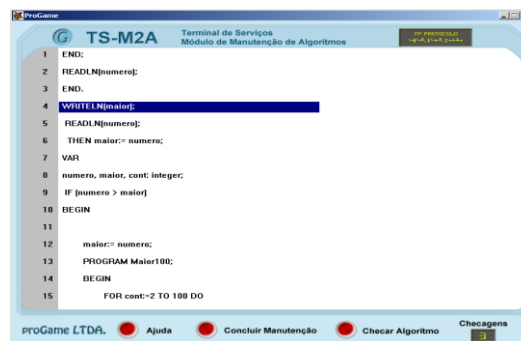 ProGame
TS-M2A
Terminal de Serviços
Módulo de Manutenção de Algoritmos
Nº PROTOCOLO
1 END;
2 READLN(numero);
3 END.
4 WRITELN(maior);
5 READLN(numero);
6 THEN maior:= numero;
7 VAR
8 numero, maior, cont: integer;
9 IF (numero > maior)
10 BEGIN
11
12 maior:= numero;
13 PROGRAM Maior100;
14 BEGIN
15 FOR cont:=2 TO 100 DO
proGame LTDA.
Ajuda
Concluir Manutenção
Checar Algoritmo
Checagens
3